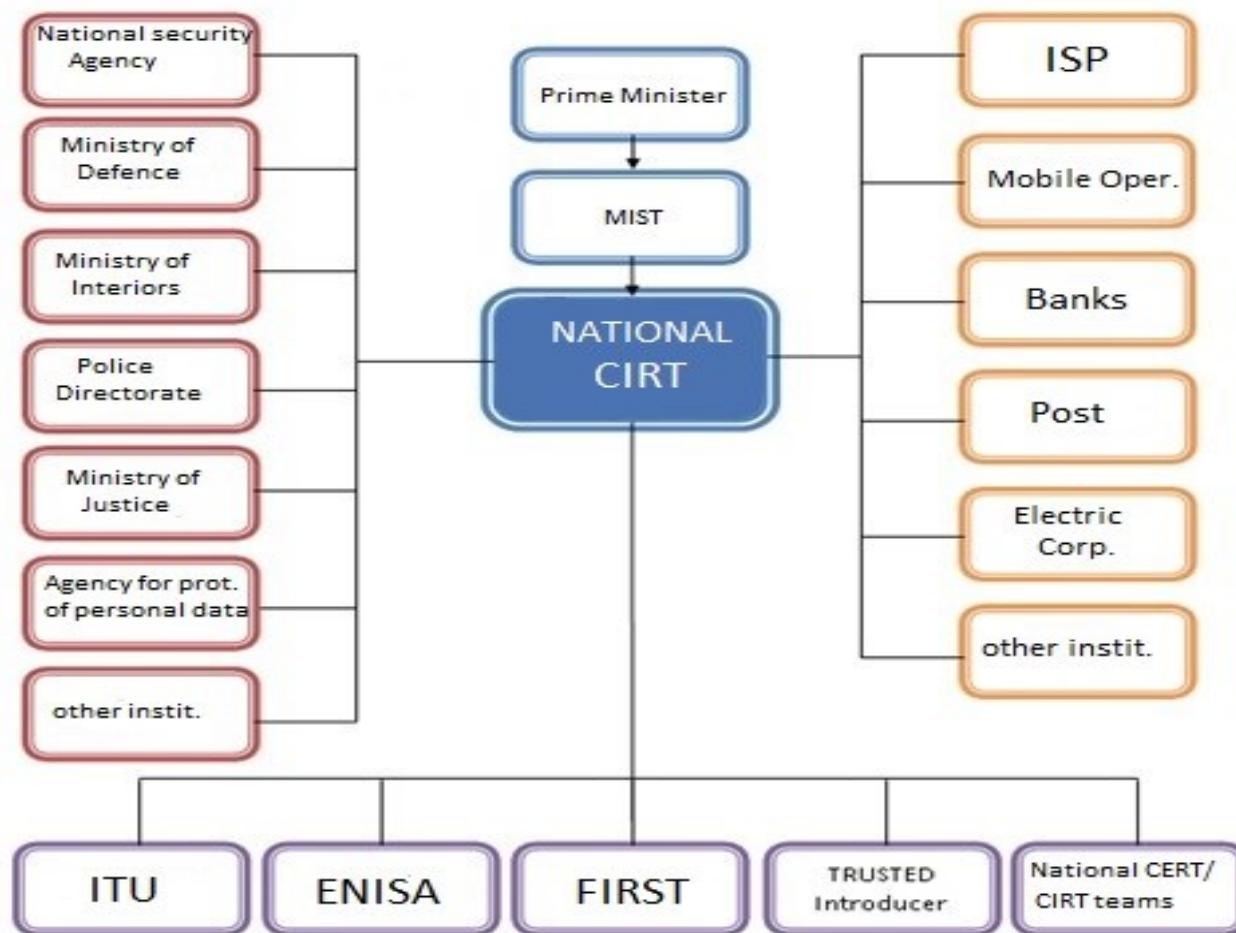 National security
Agency
Ministry of
Defence
Ministry of
Interiors
Police
Directorate
Ministry of
Justice
Agency for prot.
of personal data
other instit.
Prime Minister
MIST
NATIONAL
CIRT
ISP
Mobile Oper.
Banks
Post
Electric
Corp.
other instit.
ITU
ENISA
FIRST
TRUSTED
Introducer
National CERT/
CIRT teams